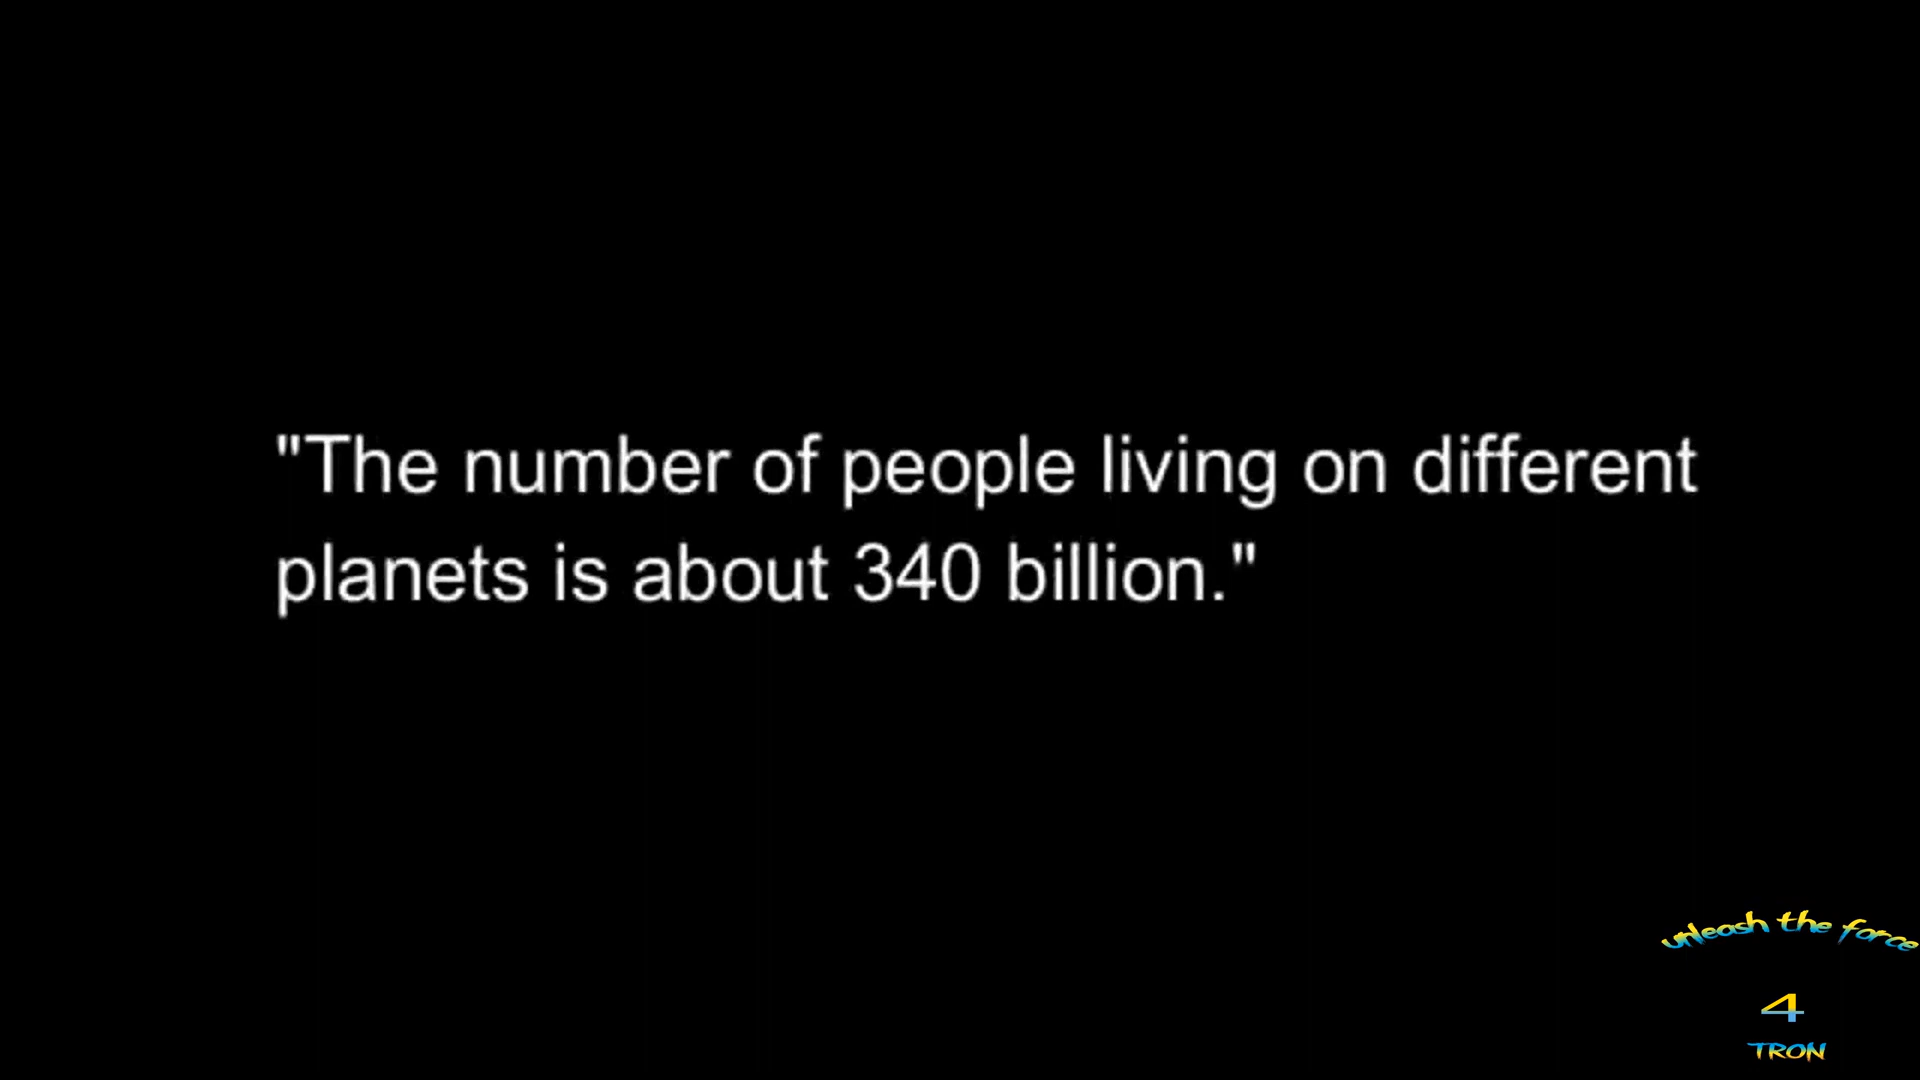 "The number of people living on different
planets is about 340 billion."
unleash the force
4
TRON